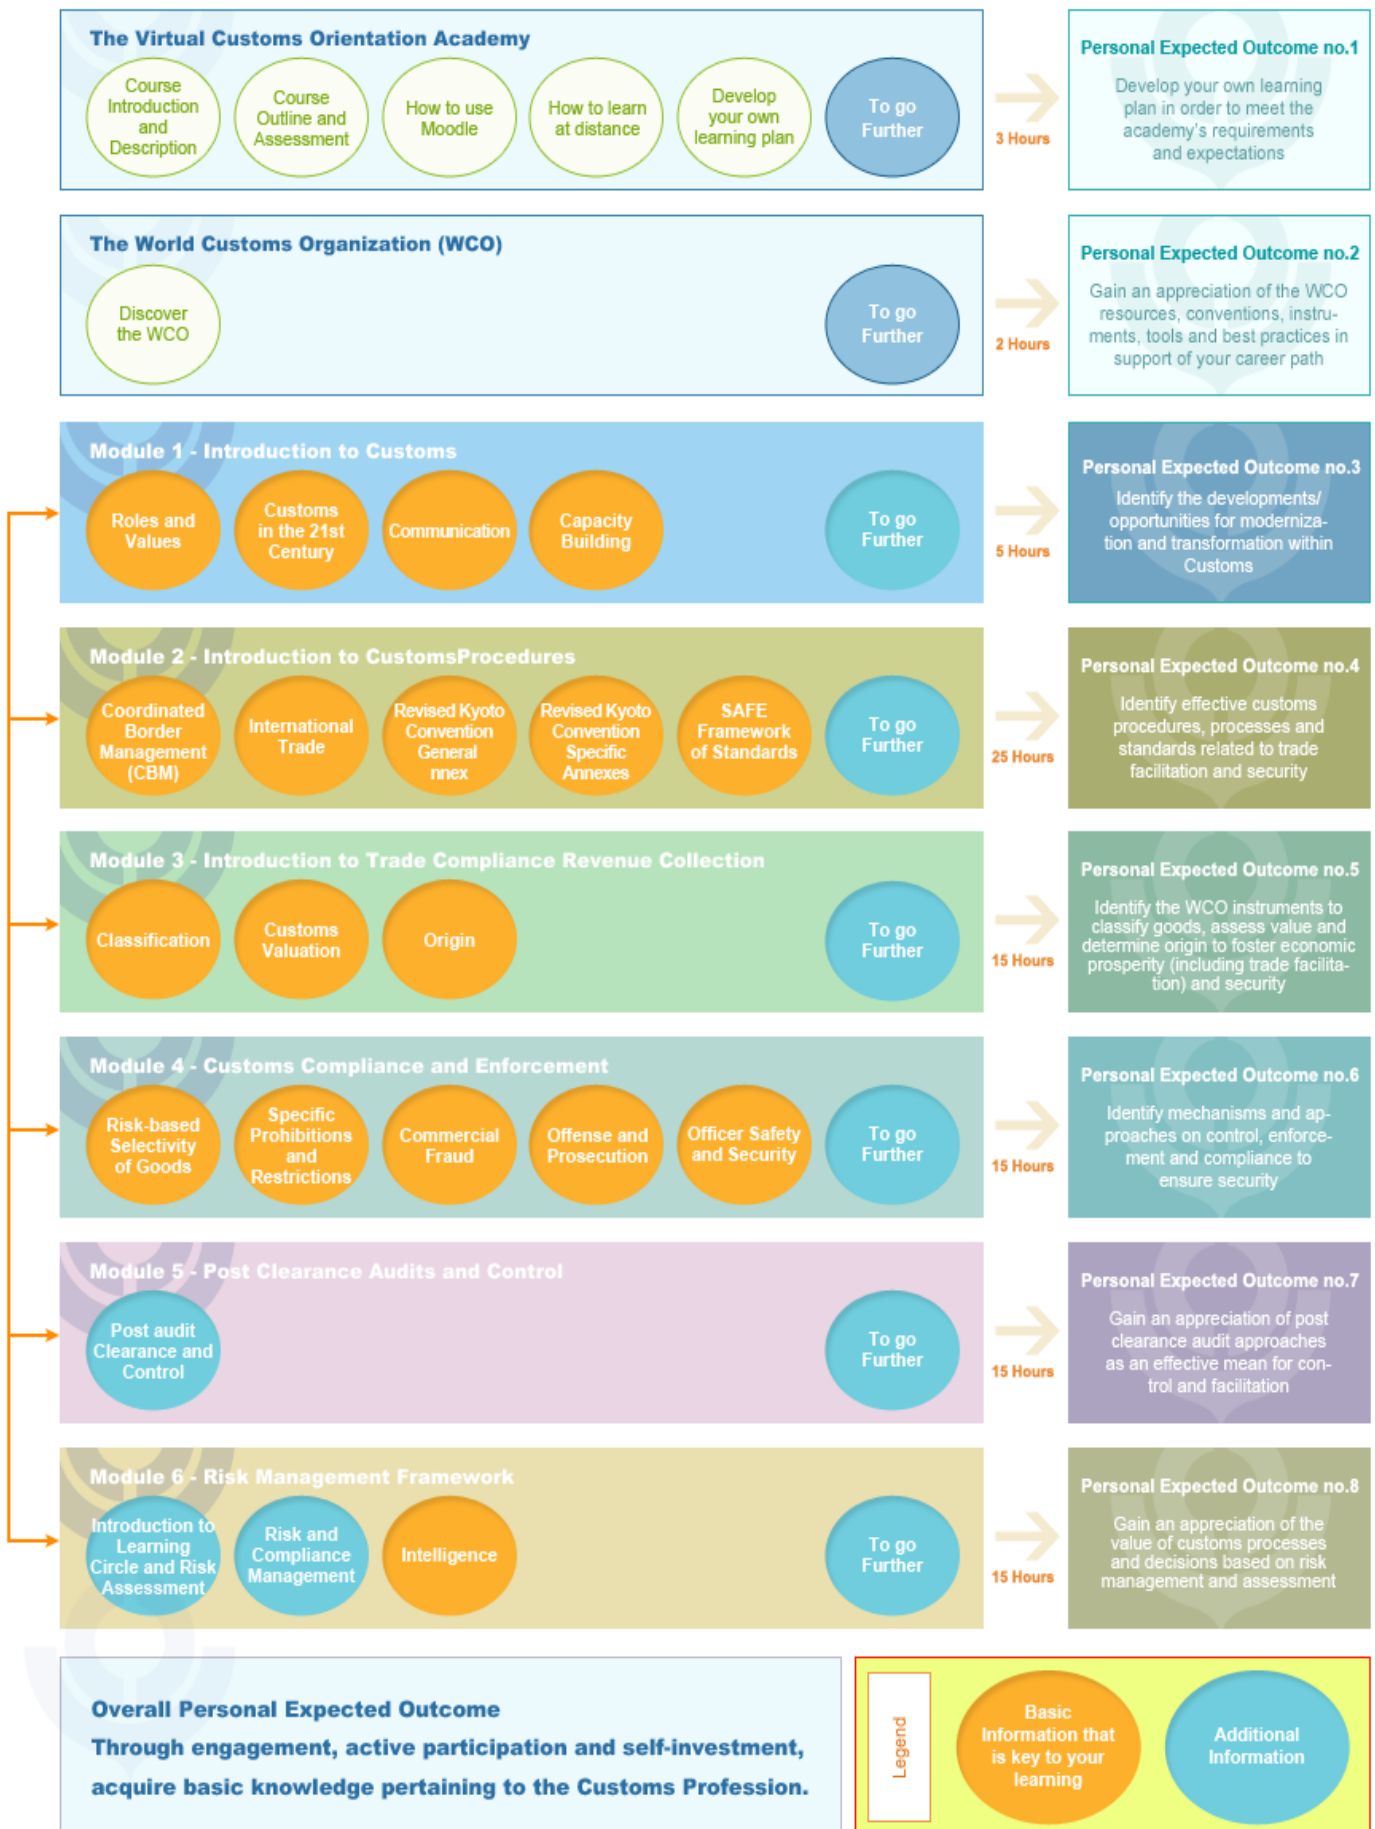 The Virtual Customs Orientation Academy
Course
Introduction
and
Description
Course
Outline and
Assessment
How to use
Moodle
How to learn
at distance
Develop
your own
learning plan
To go
Further
3 Hours
Personal Expected Outcome no.1
Develop your own learning
plan in order to meet the
academy's requirements
and expectations
The World Customs Organization (WCO)
Discover
the WCO
To go
Further
2 Hours
Personal Expected Outcome no.2
Gain an appreciation of the WCO
resources, conventions, instru-
ments, tools and best practices in
support of your career path
Module 1 - Introduction to Customs
Roles and
Values
Customs
in the 21st
Century
Communication
Capacity
Building
To go
Further
5 Hours
Personal Expected Outcome no.3
Identify the developments/
opportunities for moderniza-
tion and transformation within
Customs
Module 2 - Introduction to CustomsProcedures
Coordinated
Border
Management
(CBM)
International
Trade
Revised Kyoto
Convention
General
nnex
Revised Kyoto
Convention
Specific
Annexes
SAFE
Framework
of Standards
To go
Further
25 Hours
Personal Expected Outcome no.4
Identify effective customs
procedures, processes and
standards related to trade
facilitation and security
Module 3 - Introduction to Trade Compliance Revenue Collection
Classification
Customs
Valuation
Origin
To go
Further
15 Hours
Personal Expected Outcome no.5
Identify the WCO instruments to
classify goods, assess value and
determine origin to foster economic
prosperity (including trade facilita-
tion) and security
Module 4 - Customs Compliance and Enforcement
Risk-based
Selectivity
of Goods
Specific
Prohibitions
and
Restrictions
Commercial
Fraud
Offense and
Prosecution
Officer Safety
and Security
To go
Further
15 Hours
Personal Expected Outcome no.6
Identify mechanisms and ap-
proaches on control, enforce-
ment and compliance to
ensure security
Module 5 - Post Clearance Audits and Control
Post audit
Clearance and
Control
To go
Further
15 Hours
Personal Expected Outcome no.7
Gain an appreciation of post
clearance audit approaches
as an effective mean for con-
trol and facilitation
Module 6 - Risk Management Framework
Introduction to
Learning
Circle and Risk
Assessment
Risk and
Compliance
Management
Intelligence
To go
Further
15 Hours
Personal Expected Outcome no.8
Gain an appreciation of the
value of customs processes
and decisions based on risk
management and assessment
Overall Personal Expected Outcome
Through engagement, active participation and self-investment,
acquire basic knowledge pertaining to the Customs Profession.
Legend
Basic
Information that
is key to your
learning
Additional
Information